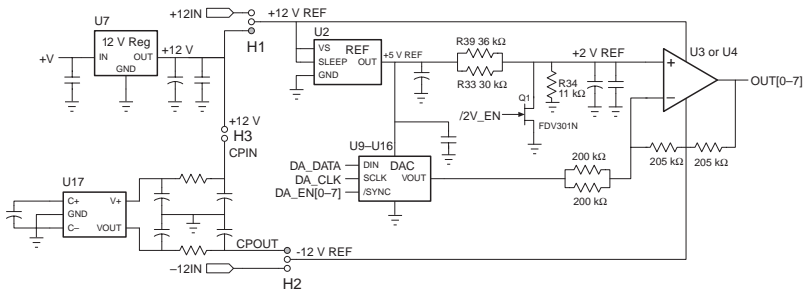 U7
+12IN
+12 V REF
12 V Reg
+V
IN OUT
GND
+12 V
H1
U2
REF
VS
SLEEP OUT
GND
+5 V REF
R39 36 kΩ
R33 30 kΩ
+2 V REF
R34
11 kΩ
U3 or U4
+
–
OUT[0–7]
Q1
/2V_EN
FDV301N
+12 V
H3
CPIN
U9–U16
DA_DATA
DA_CLK
DA_EN[0–7]
DIN DAC
SCLK
VOUT
/SYNC
200 kΩ
200 kΩ
205 kΩ
205 kΩ
U17
C+
V+
GND
C–
VOUT
CPOUT
-12 V REF
–12IN
H2